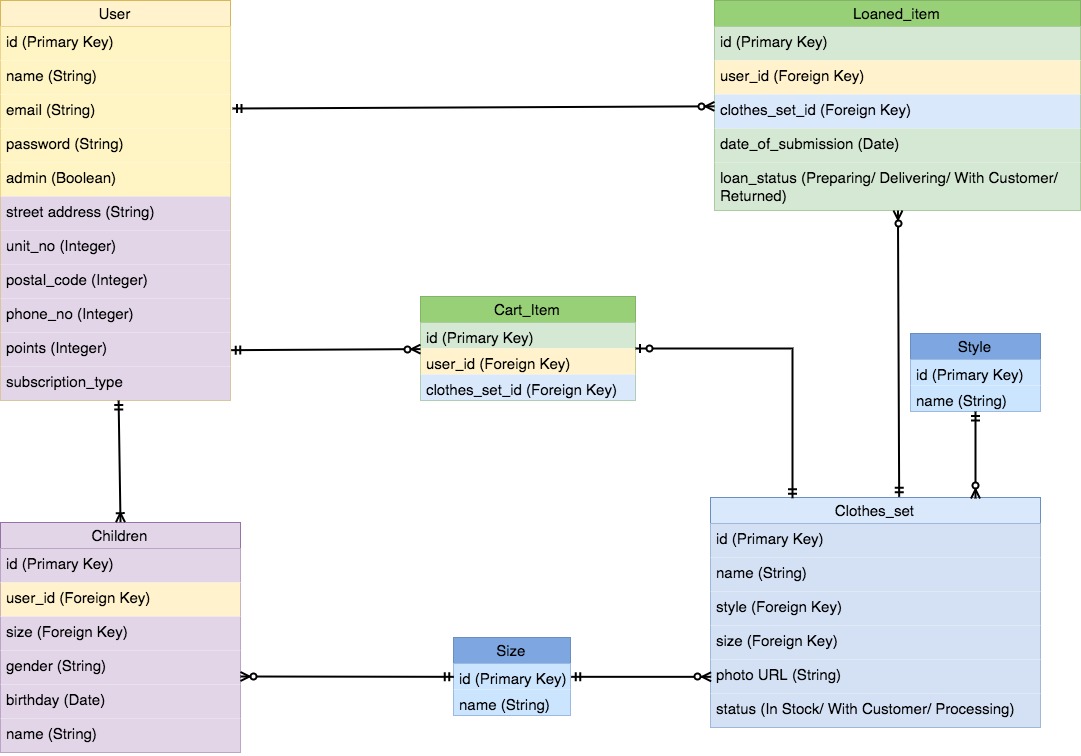 User
id (Primary Key)
name (String)
email (String)
password (String)
admin (Boolean)
street address (String)
unit_no (Integer)
postal_code (Integer)
phone_no (Integer)
points (Integer)
subscription_type
Loaned_item
id (Primary Key)
user_id (Foreign Key)
clothes_set_id (Foreign Key)
date_of_submission (Date)
loan_status (Preparing/ Delivering/ With Customer/
Returned)
Cart_Item
id (Primary Key)
user_id (Foreign Key)
clothes_set_id (Foreign Key)
Style
id (Primary Key)
name (String)
Children
id (Primary Key)
user_id (Foreign Key)
size (Foreign Key)
gender (String)
birthday (Date)
name (String)
Size
id (Primary Key)
name (String)
Clothes_set
id (Primary Key)
name (String)
style (Foreign Key)
size (Foreign Key)
photo URL (String)
status (In Stock/ With Customer/ Processing)